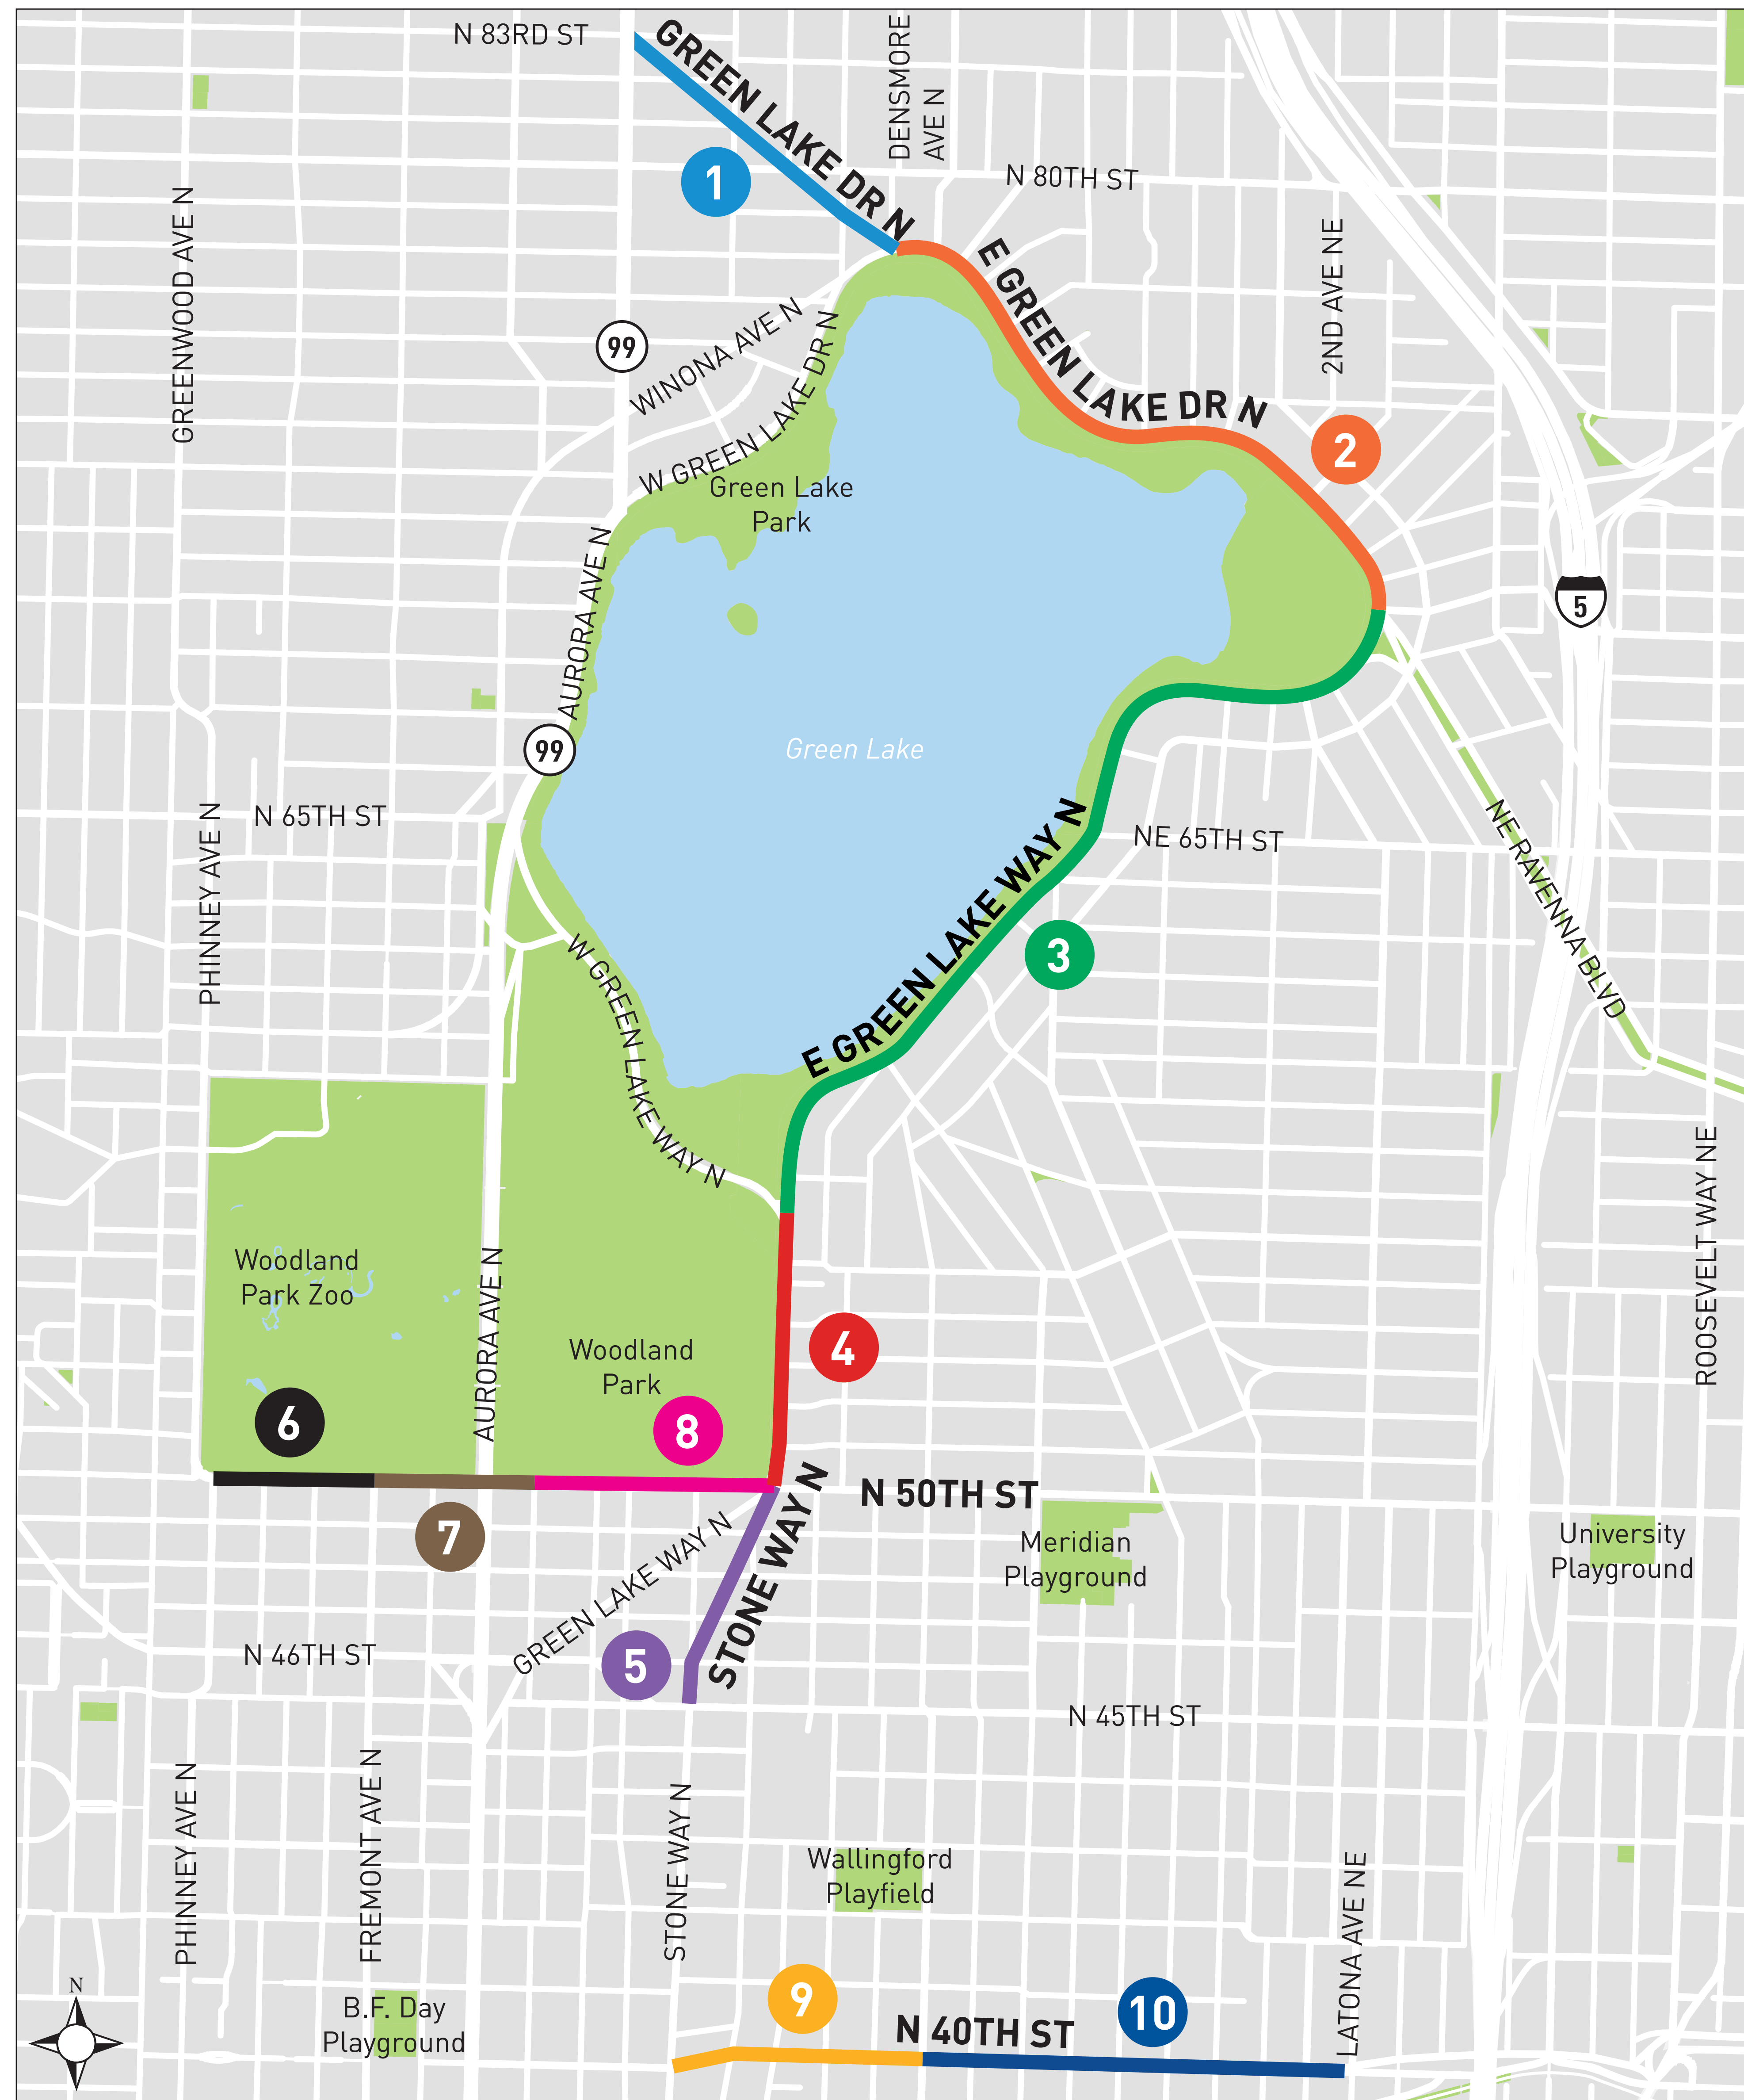 N 83RD ST
GREEN LAKE DR N
DENSMORE
AVE N
1
N 80TH ST
GREENWOOD AVE N
E GREEN LAKE DR N
2ND AVE NE
99
WINONA AVE N
W GREEN LAKE DR N
2
Green Lake
Park
AURORA AVE N
5
99
Green Lake
N 65TH ST
PHINNEY AVE N
NE 65TH ST
NE RAVENNA BLVD
E GREEN LAKE WAY N
3
W GREEN LAKE WAY N
ROOSEVELT WAY NE
Woodland
Park Zoo
AURORA AVE N
Woodland
Park
4
6
8
N 50TH ST
STONE WAY N
7
GREEN LAKE WAY N
Meridian
Playground
University
Playground
N 46TH ST
5
N 45TH ST
PHINNEY AVE N
FREMONT AVE N
STONE WAY N
Wallingford
Playfield
LATONA AVE NE
N
B.F. Day
Playground
9
N 40TH ST
10